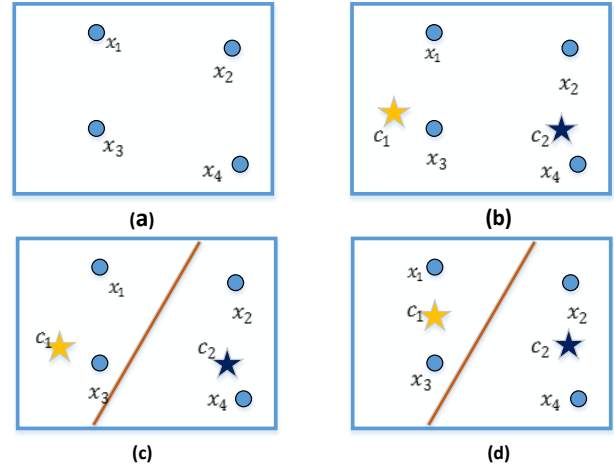 x₁
x₂
x₃
x₄
(a)
x₁
x₂
c₁
c₂
x₃
x₄
(b)
x₁
x₂
c₁
c₂
x₃
x₄
(c)
x₁
c₁
x₂
c₂
x₃
x₄
(d)